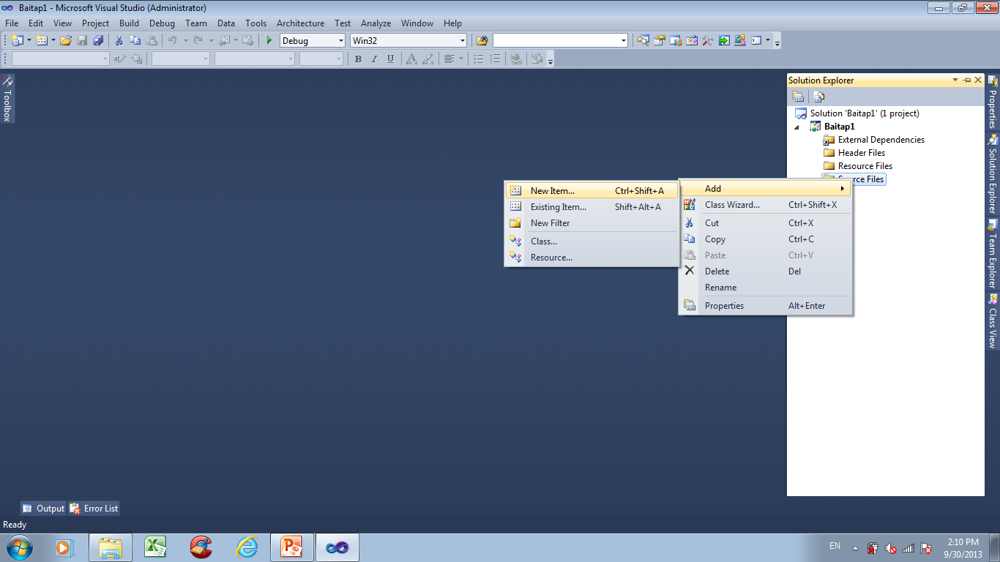 Baitap1 - Microsoft Visual Studio (Administrator)
File Edit View Project Build Debug Team Data Tools Architecture Test Analyze Window Help
Debug Win32
B I U A
Toolbox
Solution Explorer
Solution 'Baitap1' (1 project)
Baitap1
External Dependencies
Header Files
Resource Files
Source Files
New Item... Ctrl+Shift+A
Existing Item... Shift+Alt+A
New Filter
Class...
Resource...
Add
Class Wizard... Ctrl+Shift+X
Cut Ctrl+X
Copy Ctrl+C
Paste Ctrl+V
Delete Del
Rename
Properties Alt+Enter
Properties
Solution Explorer
Team Explorer
Class View
Output Error List
Ready
EN
2:10 PM
9/30/2013